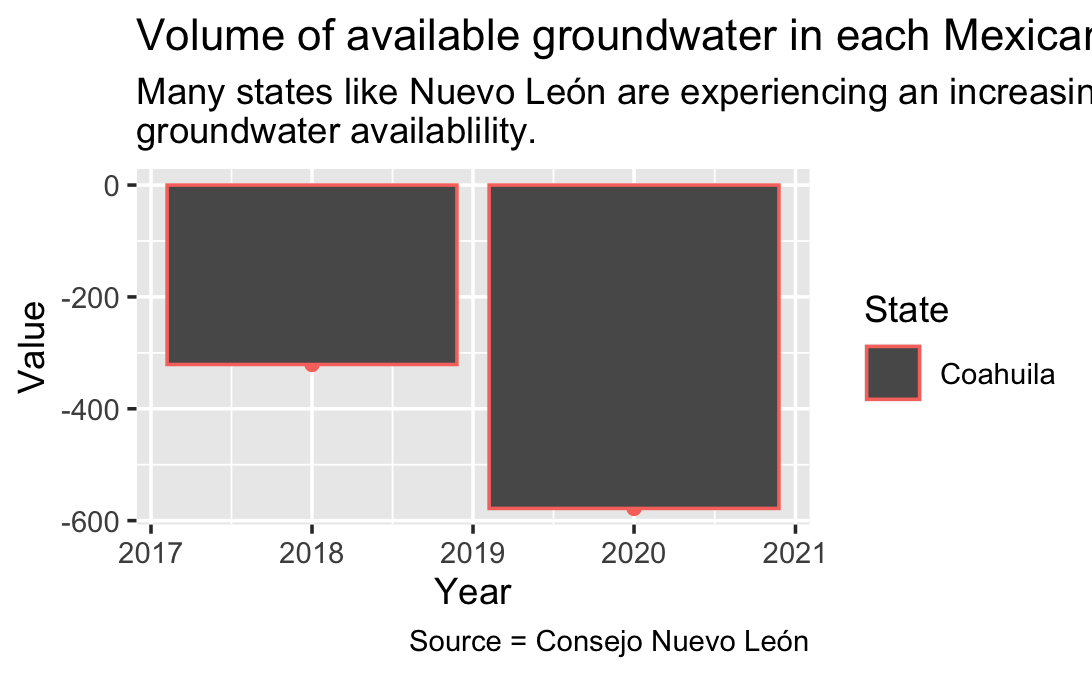 Volume of available groundwater in each Mexican
Many states like Nuevo León are experiencing an increasin
groundwater availablility.
0
-200
-400
-600
Value
2017 2018 2019 2020 2021
Year
State
Coahuila
Source = Consejo Nuevo León